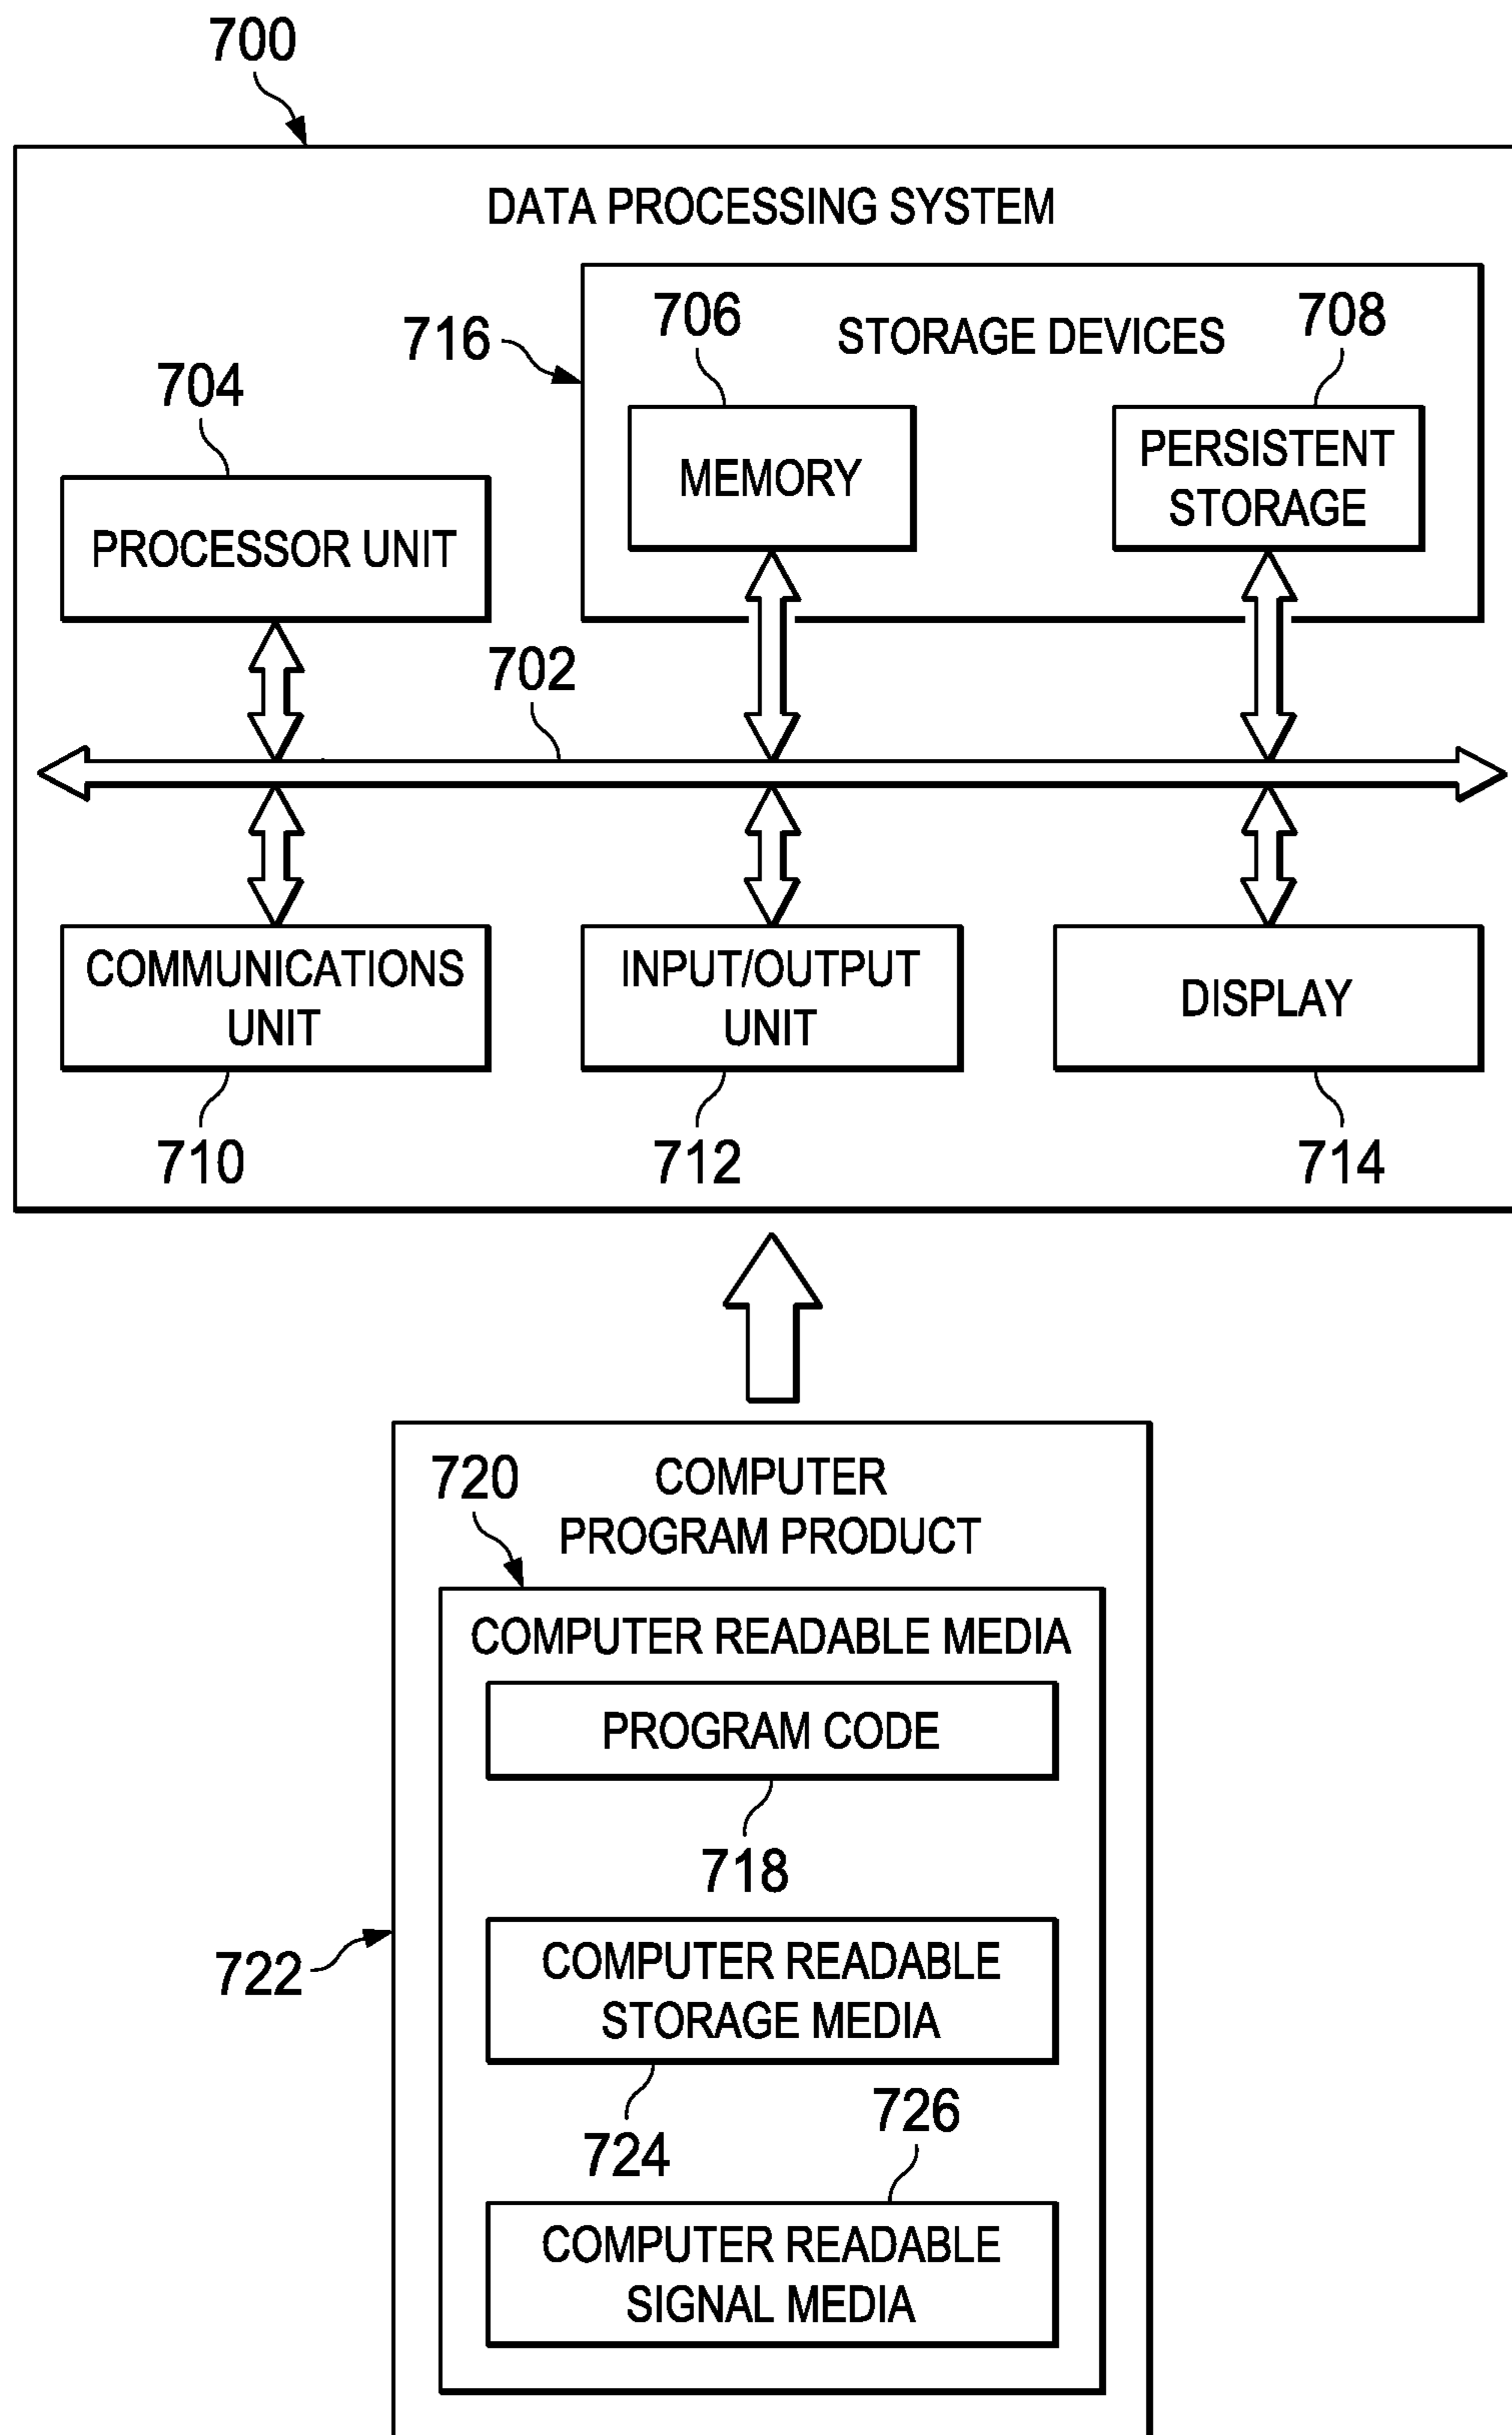 700
DATA PROCESSING SYSTEM
716
706
STORAGE DEVICES
708
704
MEMORY
PERSISTENT
STORAGE
PROCESSOR UNIT
702
COMMUNICATIONS
UNIT
INPUT/OUTPUT
UNIT
DISPLAY
710
712
714
720
COMPUTER
PROGRAM PRODUCT
COMPUTER READABLE MEDIA
PROGRAM CODE
718
722
COMPUTER READABLE
STORAGE MEDIA
724
726
COMPUTER READABLE
SIGNAL MEDIA